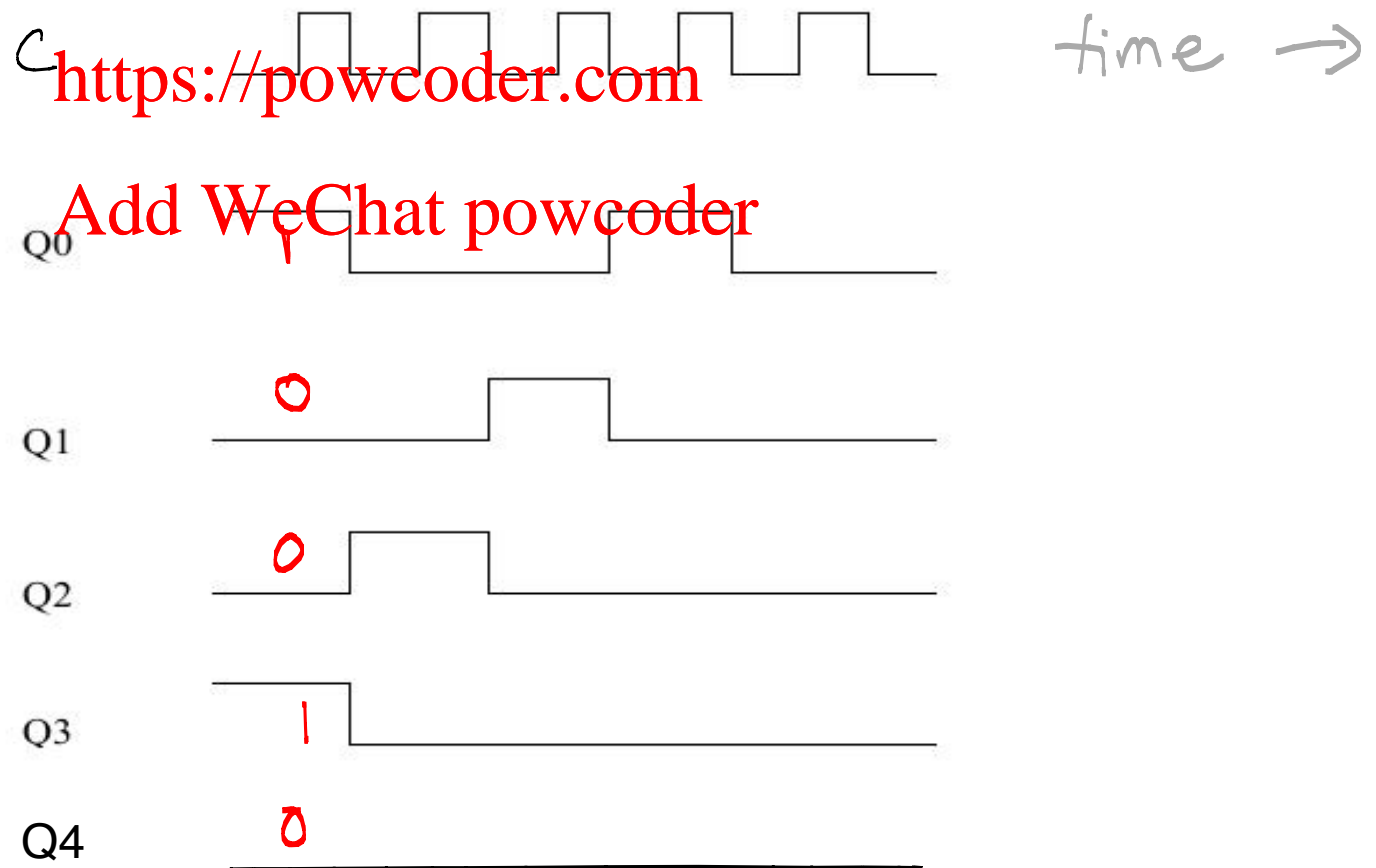 C
time →
https://powcoder.com
Add WeChat powcoder
Q0
1
0
Q1
0
Q2
1
Q3
0
Q4